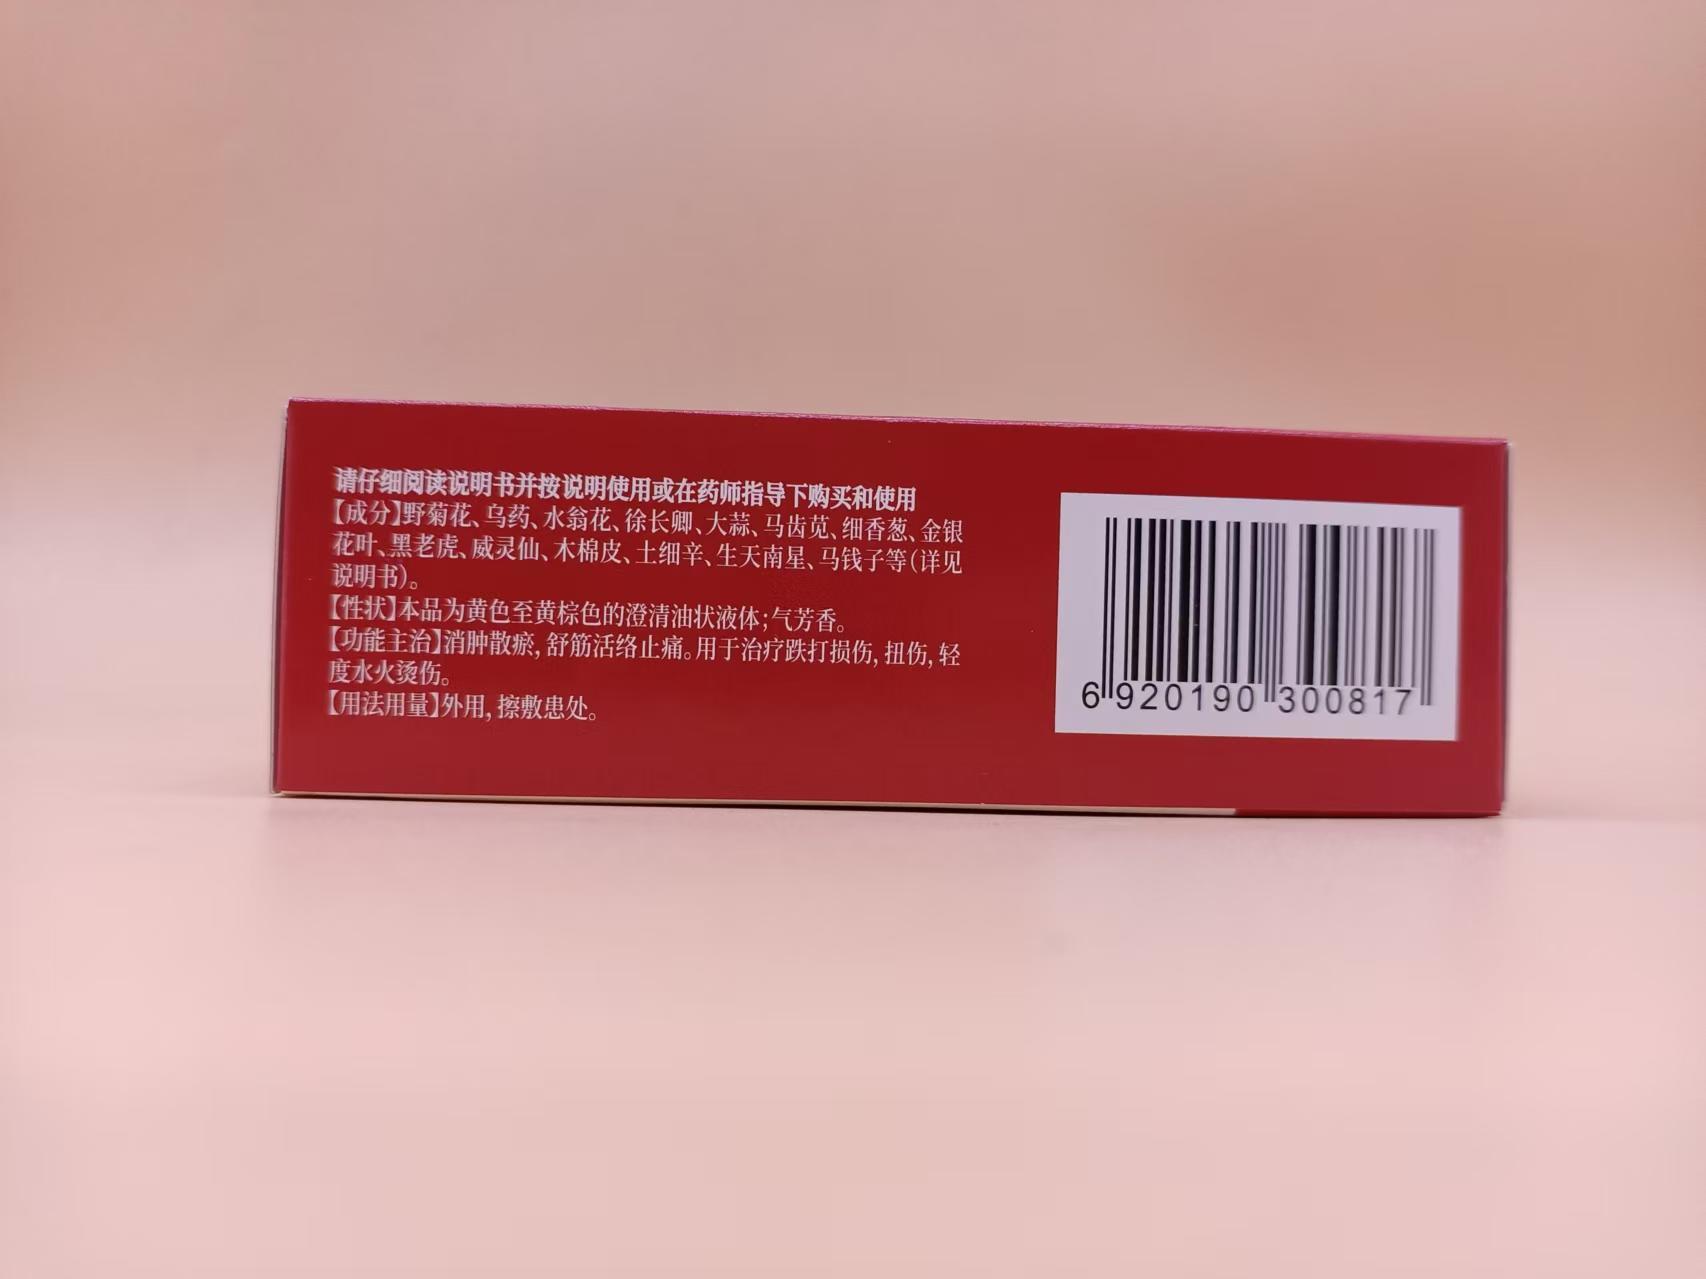 请仔细阅读说明书并按说明使用或在药师指导下购买和使用
【成分】野菊花、乌药、水翁花、徐长卿、大蒜、马齿苋、细香葱、金银
花叶、黑老虎、威灵仙、木棉皮、土细辛、生天南星、马钱子等(详见
说明书)。
【性状】本品为黄色至黄棕色的澄清油状液体;气芳香。
【功能主治】消肿散瘀,舒筋活络止痛。用于治疗跌打损伤,扭伤,轻
度水火烫伤。
【用法用量】外用,擦敷患处。
6 920190 300817